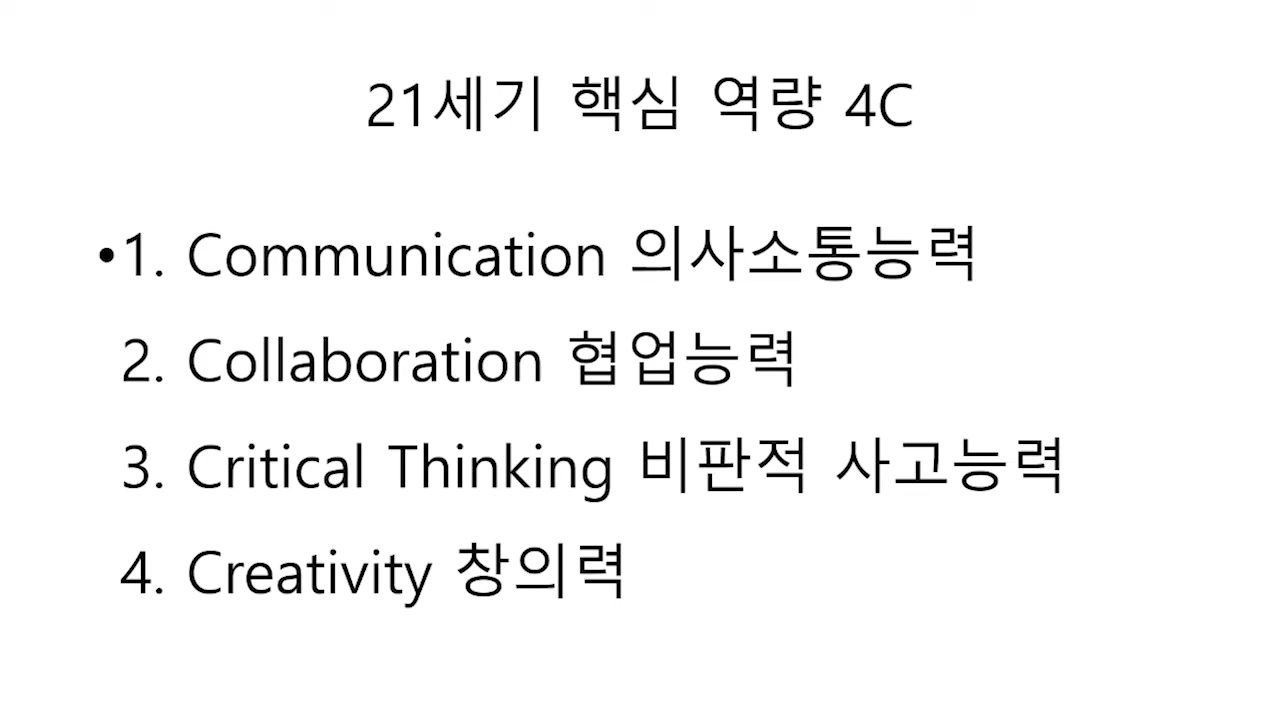 21세기 핵심 역량 4C
•1. Communication 의사소통능력
2. Collaboration 협업능력
3. Critical Thinking 비판적 사고능력
4. Creativity 창의력